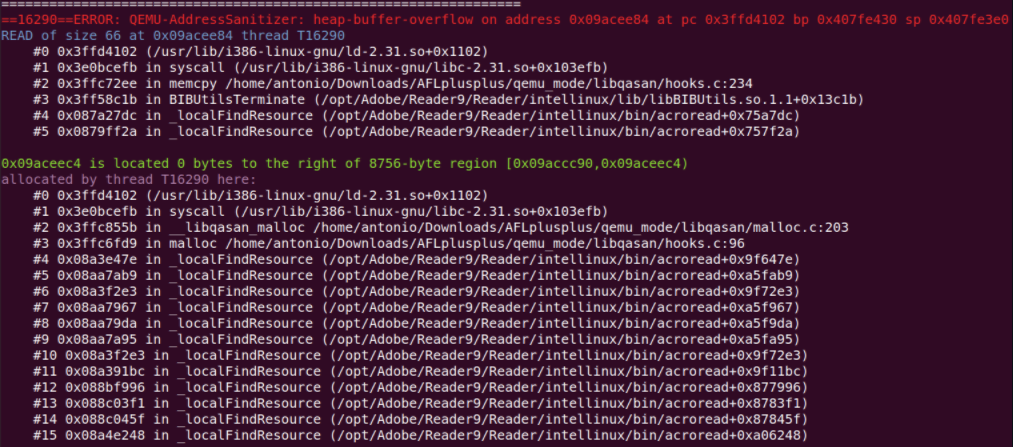 =================================================================
==16290==ERROR: QEMU-AddressSanitizer: heap-buffer-overflow on address 0x09acee84 at pc 0x3ffd4102 bp 0x407fe430 sp 0x407fe3e0
READ of size 66 at 0x09acee84 thread T16290
#0 0x3ffd4102 (/usr/lib/i386-linux-gnu/ld-2.31.so+0x1102)
#1 0x3e0bcefb in syscall (/usr/lib/i386-linux-gnu/libc-2.31.so+0x103efb)
#2 0x3ffc72ee in memcpy /home/antonio/Downloads/AFLplusplus/qemu_mode/libqasan/hooks.c:234
#3 0x3ff58c1b in BIBUtilsTerminate (/opt/Adobe/Reader9/Reader/intellinux/lib/libBIBUtils.so.1.1+0x13c1b)
#4 0x087a27dc in _localFindResource (/opt/Adobe/Reader9/Reader/intellinux/bin/acroread+0x75a7dc)
#5 0x0879ff2a in _localFindResource (/opt/Adobe/Reader9/Reader/intellinux/bin/acroread+0x757f2a)
0x09aceec4 is located 0 bytes to the right of 8756-byte region [0x09accc90,0x09aceec4)
allocated by thread T16290 here:
#0 0x3ffd4102 (/usr/lib/i386-linux-gnu/ld-2.31.so+0x1102)
#1 0x3e0bcefb in syscall (/usr/lib/i386-linux-gnu/libc-2.31.so+0x103efb)
#2 0x3ffc855b in __libqasan_malloc /home/antonio/Downloads/AFLplusplus/qemu_mode/libqasan/malloc.c:203
#3 0x3ffc6fd9 in malloc /home/antonio/Downloads/AFLplusplus/qemu_mode/libqasan/hooks.c:96
#4 0x08a3e47e in _localFindResource (/opt/Adobe/Reader9/Reader/intellinux/bin/acroread+0x9f647e)
#5 0x08aa7ab9 in _localFindResource (/opt/Adobe/Reader9/Reader/intellinux/bin/acroread+0xa5fab9)
#6 0x08a3f2e3 in _localFindResource (/opt/Adobe/Reader9/Reader/intellinux/bin/acroread+0x9f72e3)
#7 0x08aa7967 in _localFindResource (/opt/Adobe/Reader9/Reader/intellinux/bin/acroread+0xa5f967)
#8 0x08aa79da in _localFindResource (/opt/Adobe/Reader9/Reader/intellinux/bin/acroread+0xa5f9da)
#9 0x08aa7a95 in _localFindResource (/opt/Adobe/Reader9/Reader/intellinux/bin/acroread+0xa5fa95)
#10 0x08a3f2e3 in _localFindResource (/opt/Adobe/Reader9/Reader/intellinux/bin/acroread+0x9f72e3)
#11 0x08a391bc in _localFindResource (/opt/Adobe/Reader9/Reader/intellinux/bin/acroread+0x9f11bc)
#12 0x088bf996 in _localFindResource (/opt/Adobe/Reader9/Reader/intellinux/bin/acroread+0x877996)
#13 0x088c03f1 in _localFindResource (/opt/Adobe/Reader9/Reader/intellinux/bin/acroread+0x8783f1)
#14 0x088c045f in _localFindResource (/opt/Adobe/Reader9/Reader/intellinux/bin/acroread+0x87845f)
#15 0x08a4e248 in _localFindResource (/opt/Adobe/Reader9/Reader/intellinux/bin/acroread+0xa06248)